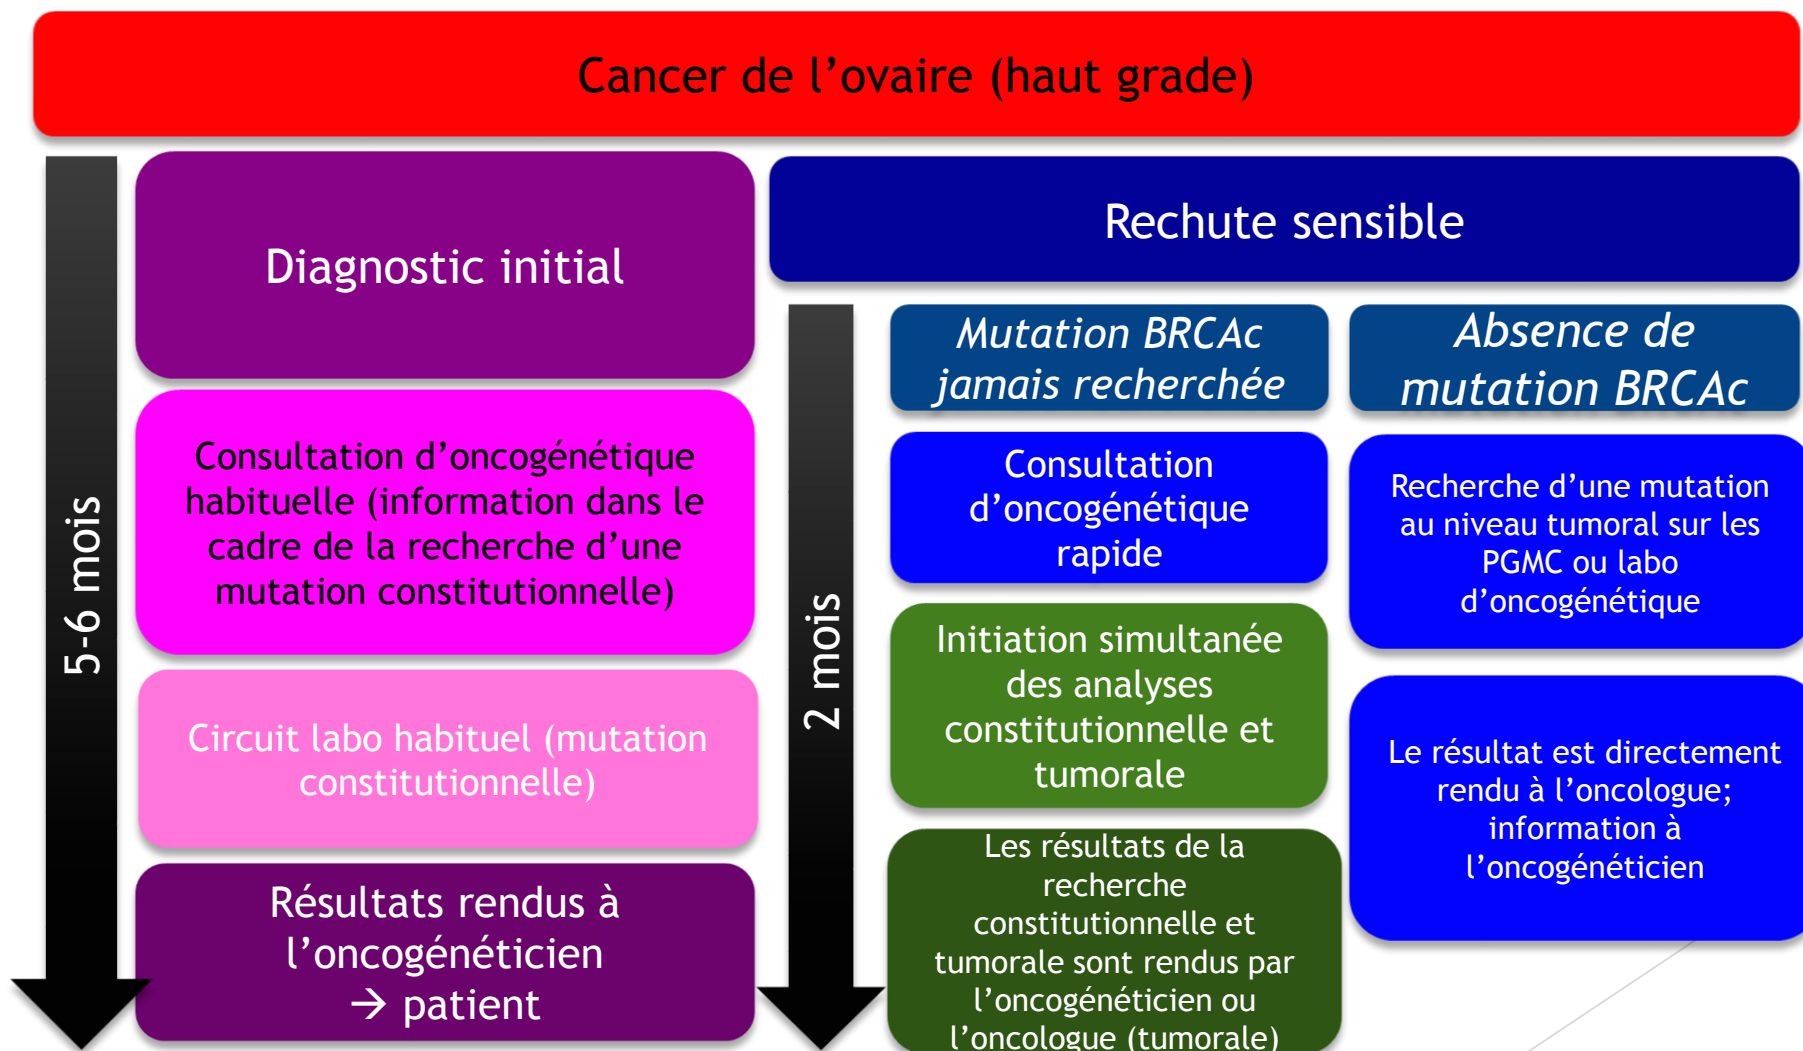 Cancer de l’ovaire (haut grade)
5-6 mois
Diagnostic initial
Consultation d’oncogénétique
habituelle (information dans le
cadre de la recherche d’une
mutation constitutionnelle)
Circuit labo habituel (mutation
constitutionnelle)
Résultats rendus à
l’oncogénéticien
→ patient
Rechute sensible
2 mois
Mutation BRCAc
jamais recherchée
Consultation
d’oncogénétique
rapide
Initiation simultanée
des analyses
constitutionnelle et
tumorale
Les résultats de la
recherche
constitutionnelle et
tumorale sont rendus par
l’oncogénéticien ou
l’oncologue (tumorale)
Absence de
mutation BRCAc
Recherche d’une mutation
au niveau tumoral sur les
PGMC ou labo
d’oncogénétique
Le résultat est directement
rendu à l’oncologue;
information à
l’oncogénéticien